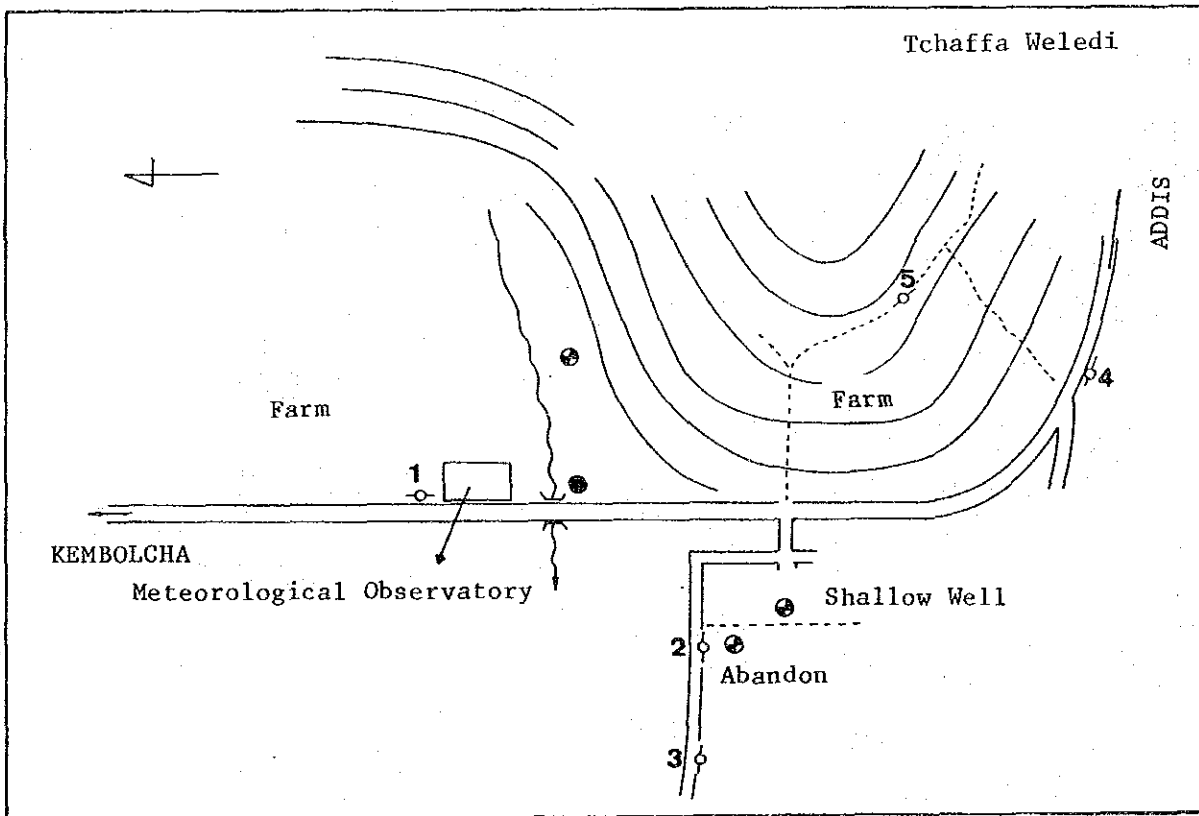 Tchaffa Weledi
ADDIS
5
4
Farm
Farm
1
KEMBOLCHA
Meteorological Observatory
Shallow Well
2
Abandon
3